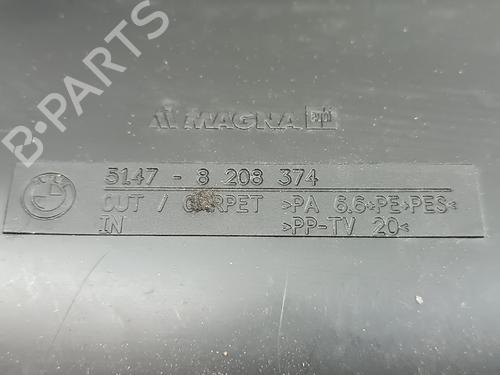 B-PARTS
MAGNA
5147 - 8 208 374
OUT / CARPET >PA 6.6+PE+PES<
IN >PP-TV 20<